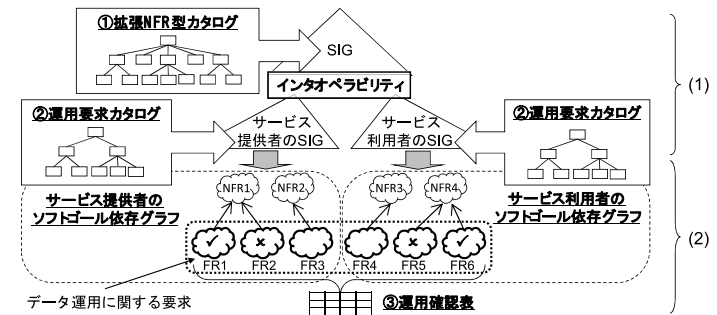 ①拡張NFR型カタログ
SIG
インタオペラビリティ
(1)
②運用要求カタログ
サービス
提供者のSIG
サービス
利用者のSIG
②運用要求カタログ
サービス提供者の
ソフトゴール依存グラフ
NFR1
NFR2
NFR3
NFR4
サービス利用者の
ソフトゴール依存グラフ
(2)
FR1
FR2
FR3
FR4
FR5
FR6
データ運用に関する要求
③運用確認表